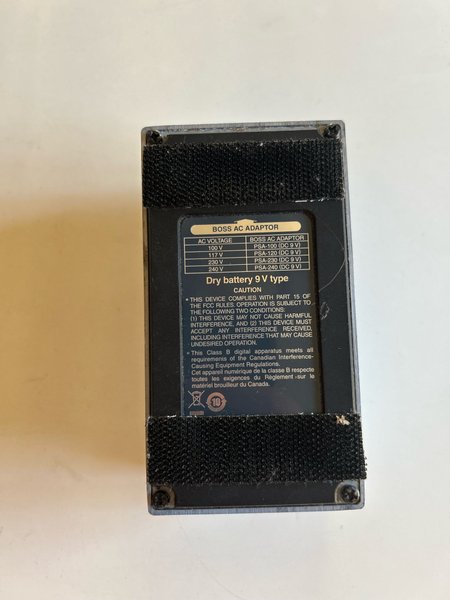 BOSS AC ADAPTOR
AC VOLTAGE BOSS AC ADAPTOR
100 V PSA-100 (DC 9 V)
117 V PSA-120 (DC 9 V)
230 V PSA-230 (DC 9 V)
240 V PSA-240 (DC 9 V)
Dry battery 9 V type
CAUTION
• THIS DEVICE COMPLIES WITH PART 15 OF
THE FCC RULES. OPERATION IS SUBJECT TO
THE FOLLOWING TWO CONDITIONS:
(1) THIS DEVICE MAY NOT CAUSE HARMFUL
INTERFERENCE, AND (2) THIS DEVICE MUST
ACCEPT ANY INTERFERENCE RECEIVED,
INCLUDING INTERFERENCE THAT MAY CAUSE
UNDESIRED OPERATION.
• This Class B digital apparatus meets all
requirements of the Canadian Interference-
Causing Equipment Regulations.
Cet appareil numérique de la classe B respecte
toutes les exigences du Règlement sur le
matériel brouilleur du Canada.
10